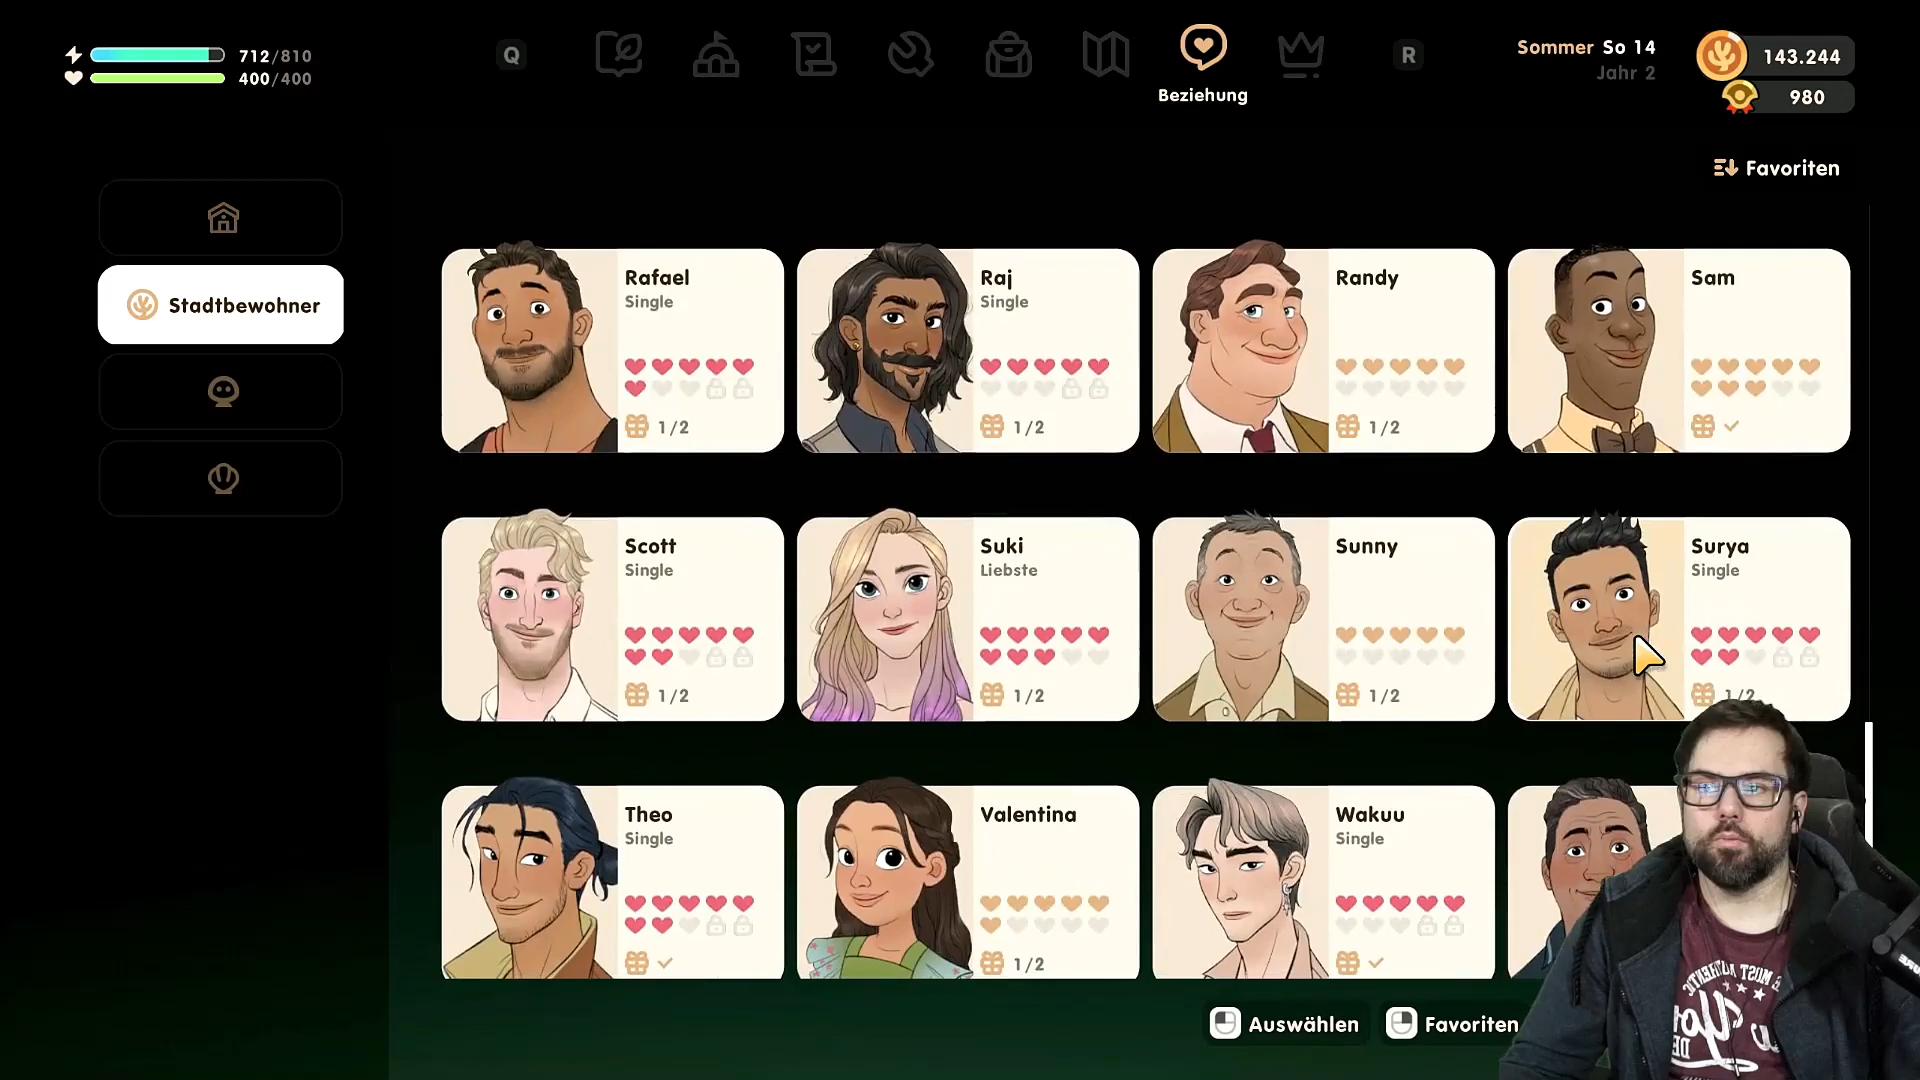 712/810
400/400
Q
R
Beziehung
Sommer So 14
Jahr 2
143.244
980
Favoriten
Stadtbewohner
Rafael
Single
1/2
Raj
Single
1/2
Randy
1/2
Sam
Scott
Single
1/2
Suki
Liebste
1/2
Sunny
1/2
Surya
Single
1/2
Theo
Single
Valentina
1/2
Wakuu
Single
Auswählen
Favoriten